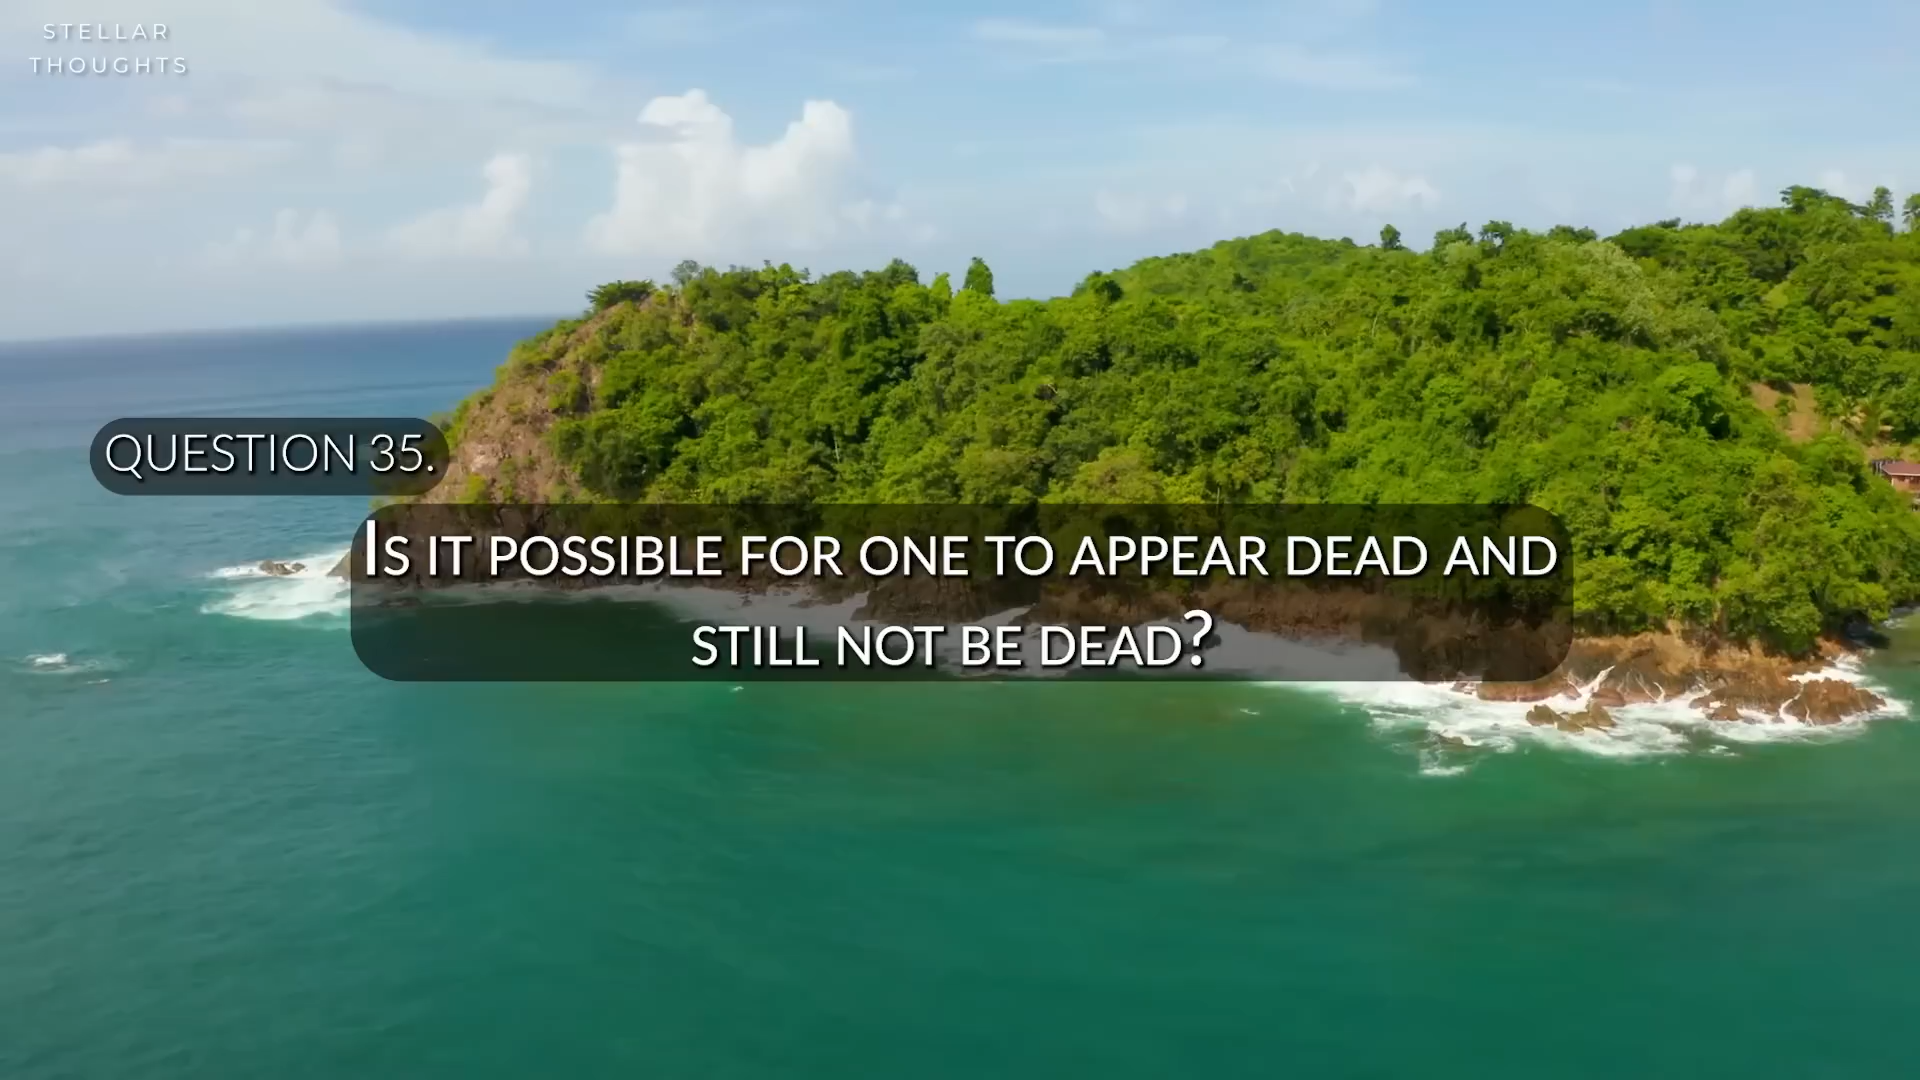 STELLAR
THOUGHTS
QUESTION 35.
IS IT POSSIBLE FOR ONE TO APPEAR DEAD AND
STILL NOT BE DEAD?